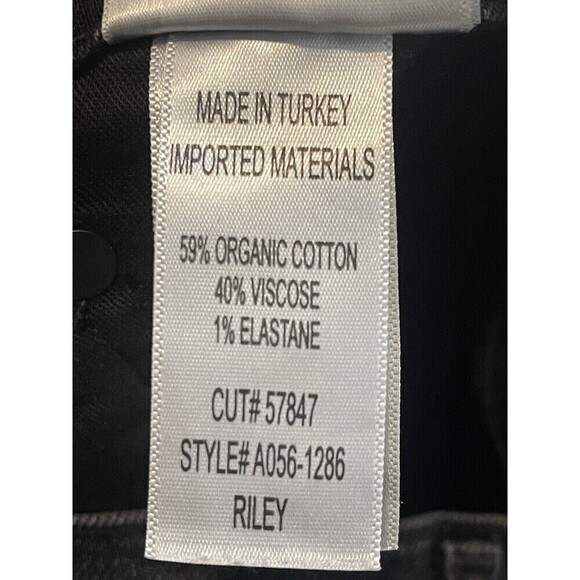 MADE IN TURKEY
IMPORTED MATERIALS
59% ORGANIC COTTON
40% VISCOSE
1% ELASTANE
CUT# 57847
STYLE# A056-1286
RILEY